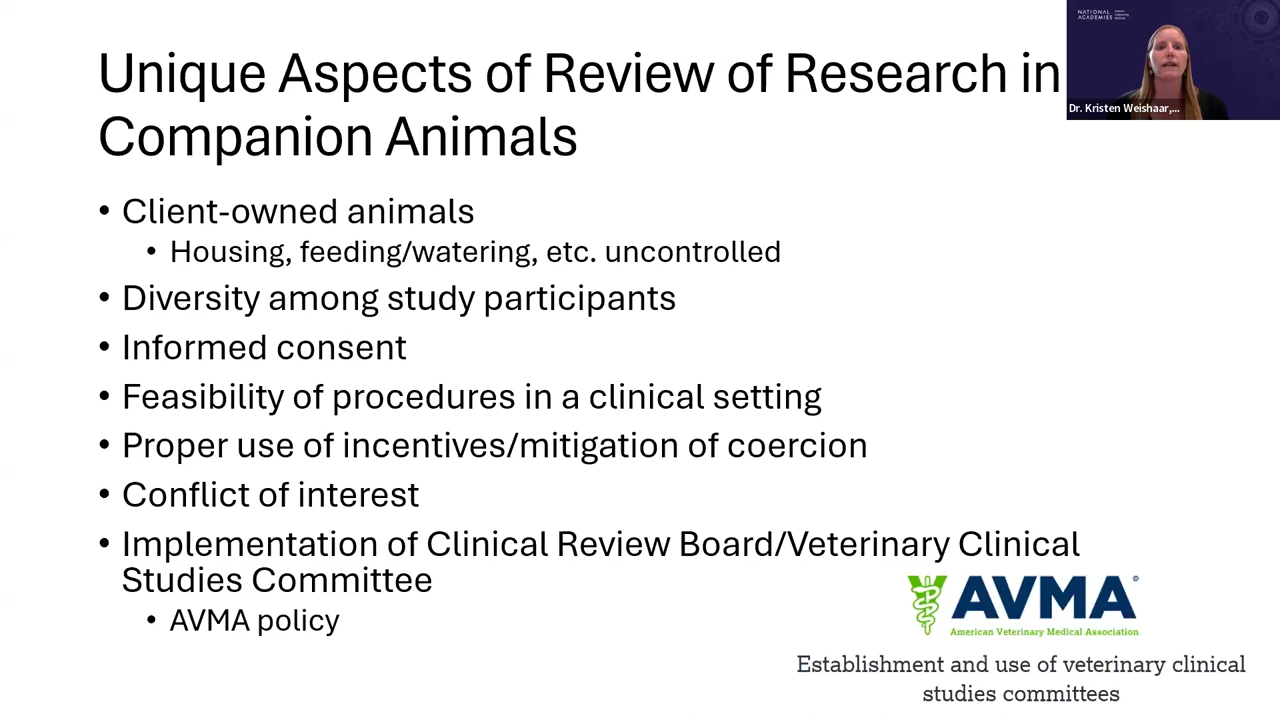 Unique Aspects of Review of Research in
Companion Animals
• Client-owned animals
• Housing, feeding/watering, etc. uncontrolled
• Diversity among study participants
• Informed consent
• Feasibility of procedures in a clinical setting
• Proper use of incentives/mitigation of coercion
• Conflict of interest
• Implementation of Clinical Review Board/Veterinary Clinical
Studies Committee
• AVMA policy
AVMA®
American Veterinary Medical Association
Establishment and use of veterinary clinical
studies committees
NATIONAL
ACADEMIES
Dr. Kristen Weishaar,...